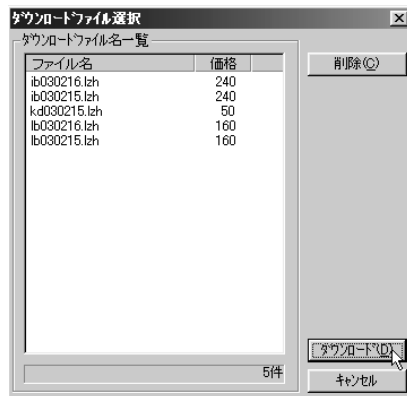 ダウンロードファイル選択
ダウンロードファイル名一覧
ファイル名 価格
ib030216.lzh 240
ib030215.lzh 240
kd030215.lzh 50
lb030216.lzh 160
lb030215.lzh 160
5件
削除(C)
ダウンロード(D)
キャンセル